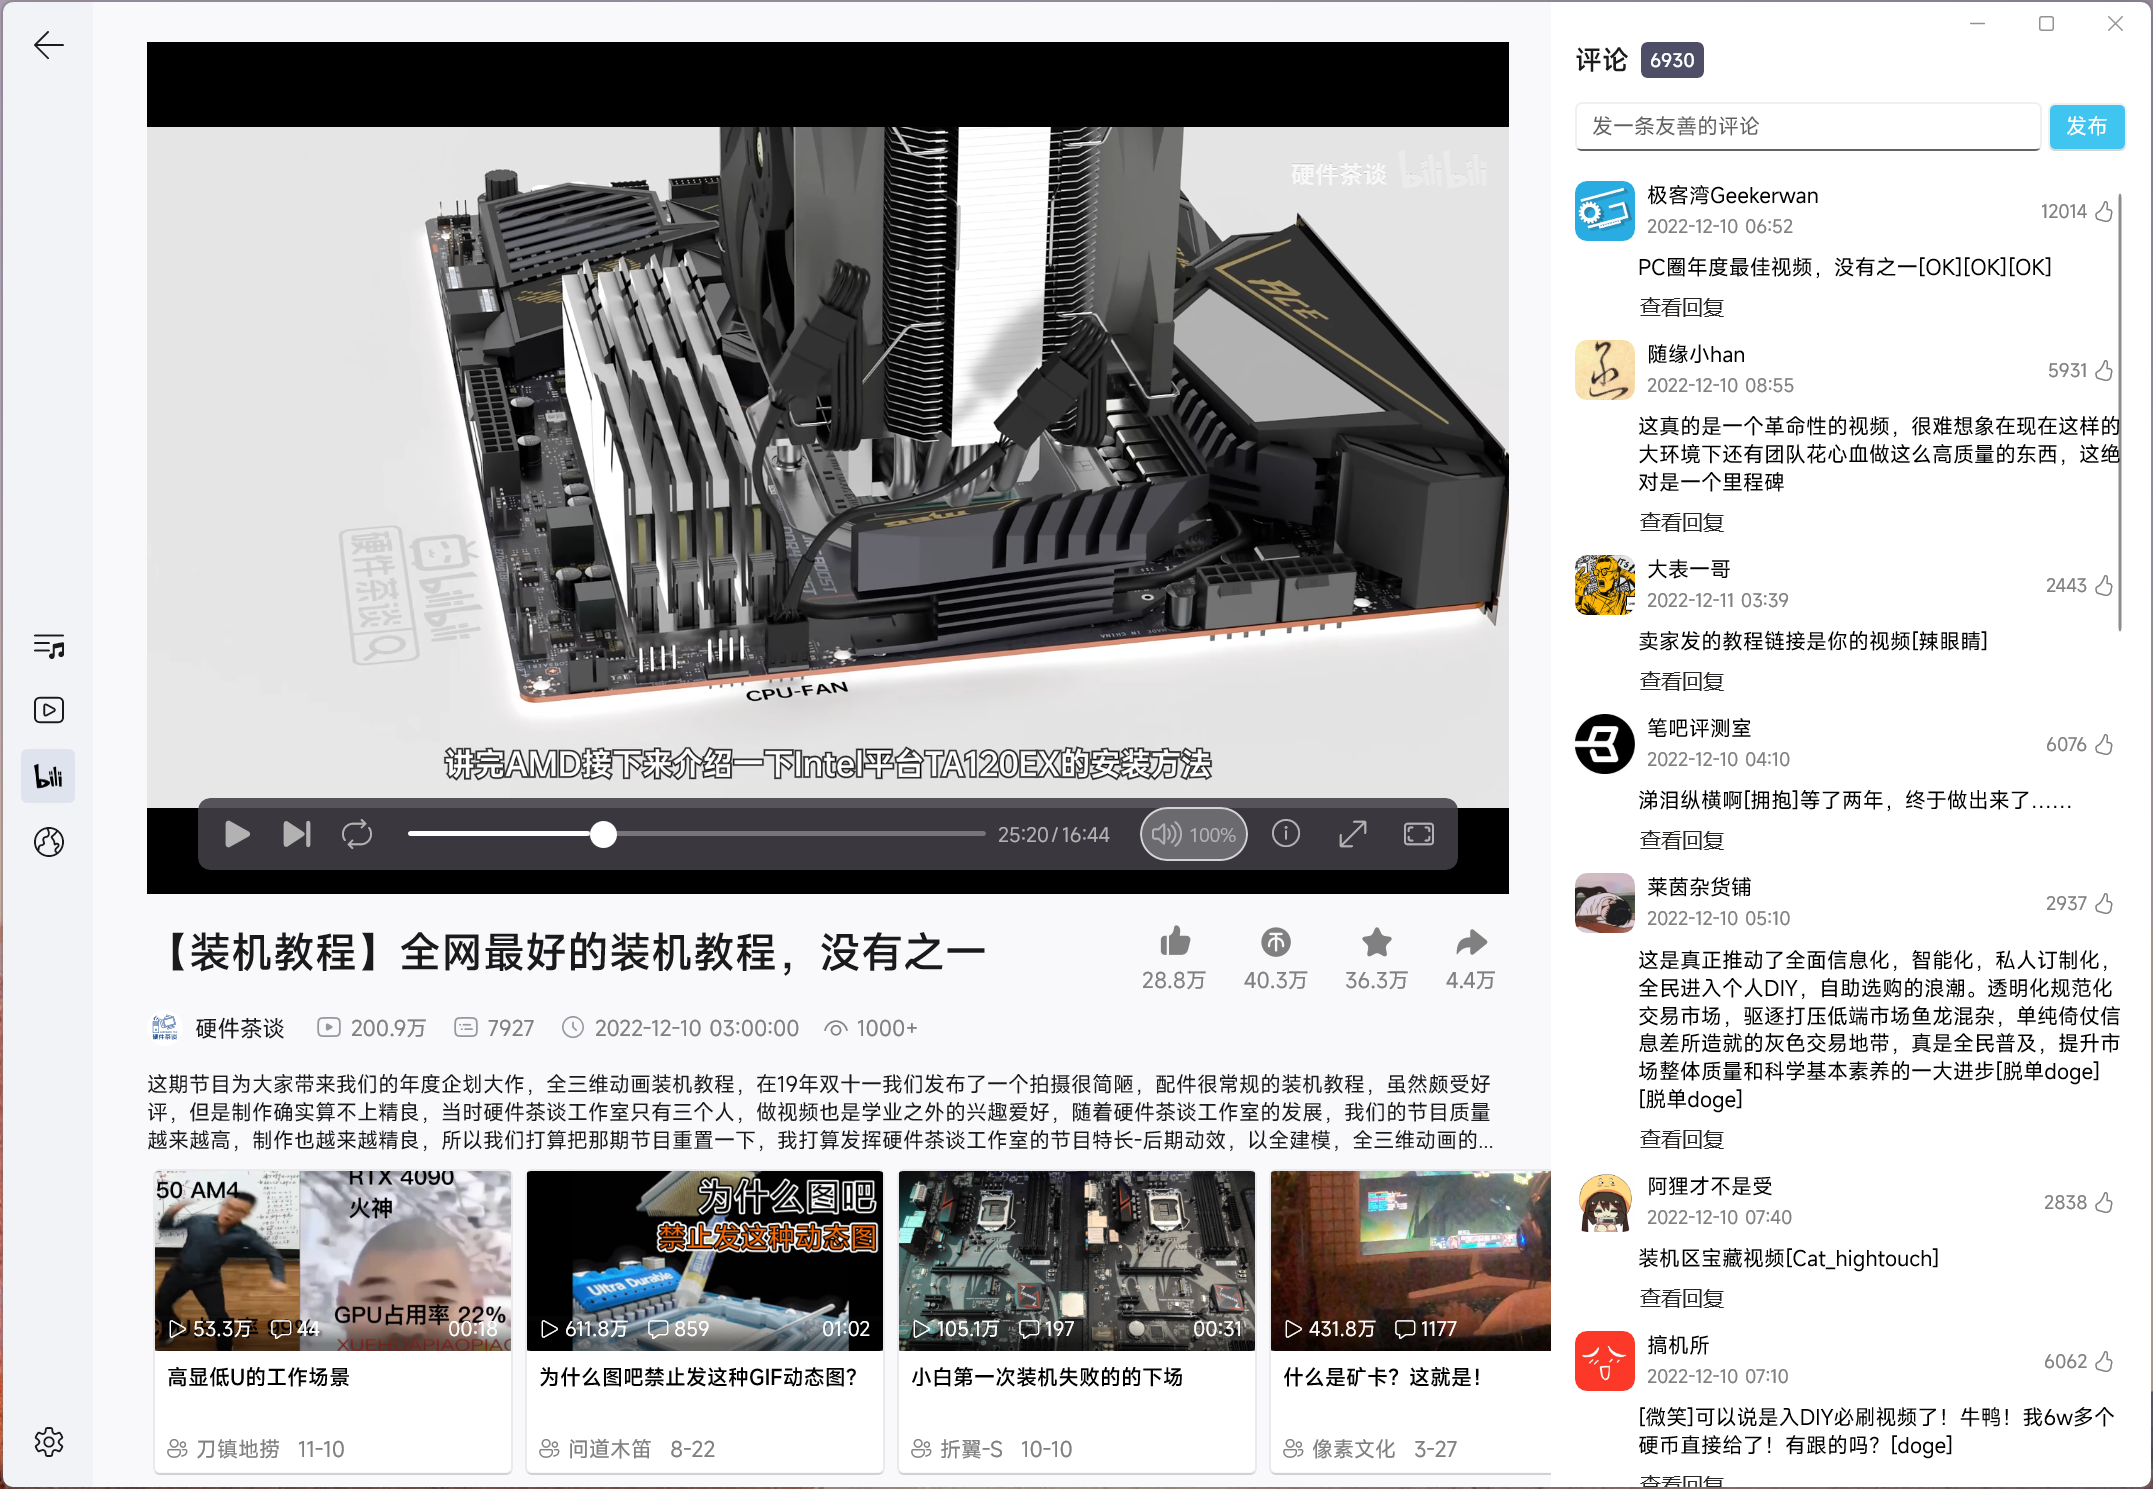 评论 6930
发一条友善的评论 发布
硬件茶谈 bilibili
硬件茶谈 bilibili
ACE
MEG
MADE IN CHINA
CPU-FAN
讲完AMD接下来介绍一下Intel平台TA120EX的安装方法
25:20/16:44 100%
【装机教程】全网最好的装机教程，没有之一
28.8万 40.3万 36.3万 4.4万
硬件茶谈 200.9万 7927 2022-12-10 03:00:00 1000+
这期节目为大家带来我们的年度企划大作，全三维动画装机教程，在19年双十一我们发布了一个拍摄很简陋，配件很常规的装机教程，虽然颇受好
评，但是制作确实算不上精良，当时硬件茶谈工作室只有三个人，做视频也是学业之外的兴趣爱好，随着硬件茶谈工作室的发展，我们的节目质量
越来越高，制作也越来越精良，所以我们打算把那期节目重置一下，我打算发挥硬件茶谈工作室的节目特长-后期动效，以全建模，全三维动画的...
50 AM4
RTX 4090
火神
GPU占用率 22%
53.3万 44 00:18
高显低U的工作场景
刀镇地捞 11-10
为什么图吧
禁止发这种动态图
Ultra Durable
611.8万 859 01:02
为什么图吧禁止发这种GIF动态图？
问道木笛 8-22
105.1万 197 00:31
小白第一次装机失败的的下场
折翼-S 10-10
431.8万 1177
什么是矿卡？这就是！
像素文化 3-27
极客湾Geekerwan
2022-12-10 06:52
12014
PC圈年度最佳视频，没有之一[OK][OK][OK]
查看回复
随缘小han
2022-12-10 08:55
5931
这真的是一个革命性的视频，很难想象在现在这样的
大环境下还有团队花心血做这么高质量的东西，这绝
对是一个里程碑
查看回复
大表一哥
2022-12-11 03:39
2443
卖家发的教程链接是你的视频[辣眼睛]
查看回复
笔吧评测室
2022-12-10 04:10
6076
涕泪纵横啊[拥抱]等了两年，终于做出来了……
查看回复
莱茵杂货铺
2022-12-10 05:10
2937
这是真正推动了全面信息化，智能化，私人订制化，
全民进入个人DIY，自助选购的浪潮。透明化规范化
交易市场，驱逐打压低端市场鱼龙混杂，单纯倚仗信
息差所造就的灰色交易地带，真是全民普及，提升市
场整体质量和科学基本素养的一大进步[脱单doge]
[脱单doge]
查看回复
阿狸才不是受
2022-12-10 07:40
2838
装机区宝藏视频[Cat_hightouch]
查看回复
搞机所
2022-12-10 07:10
6062
[微笑]可以说是入DIY必刷视频了！牛鸭！我6w多个
硬币直接给了！有跟的吗？[doge]
查看回复